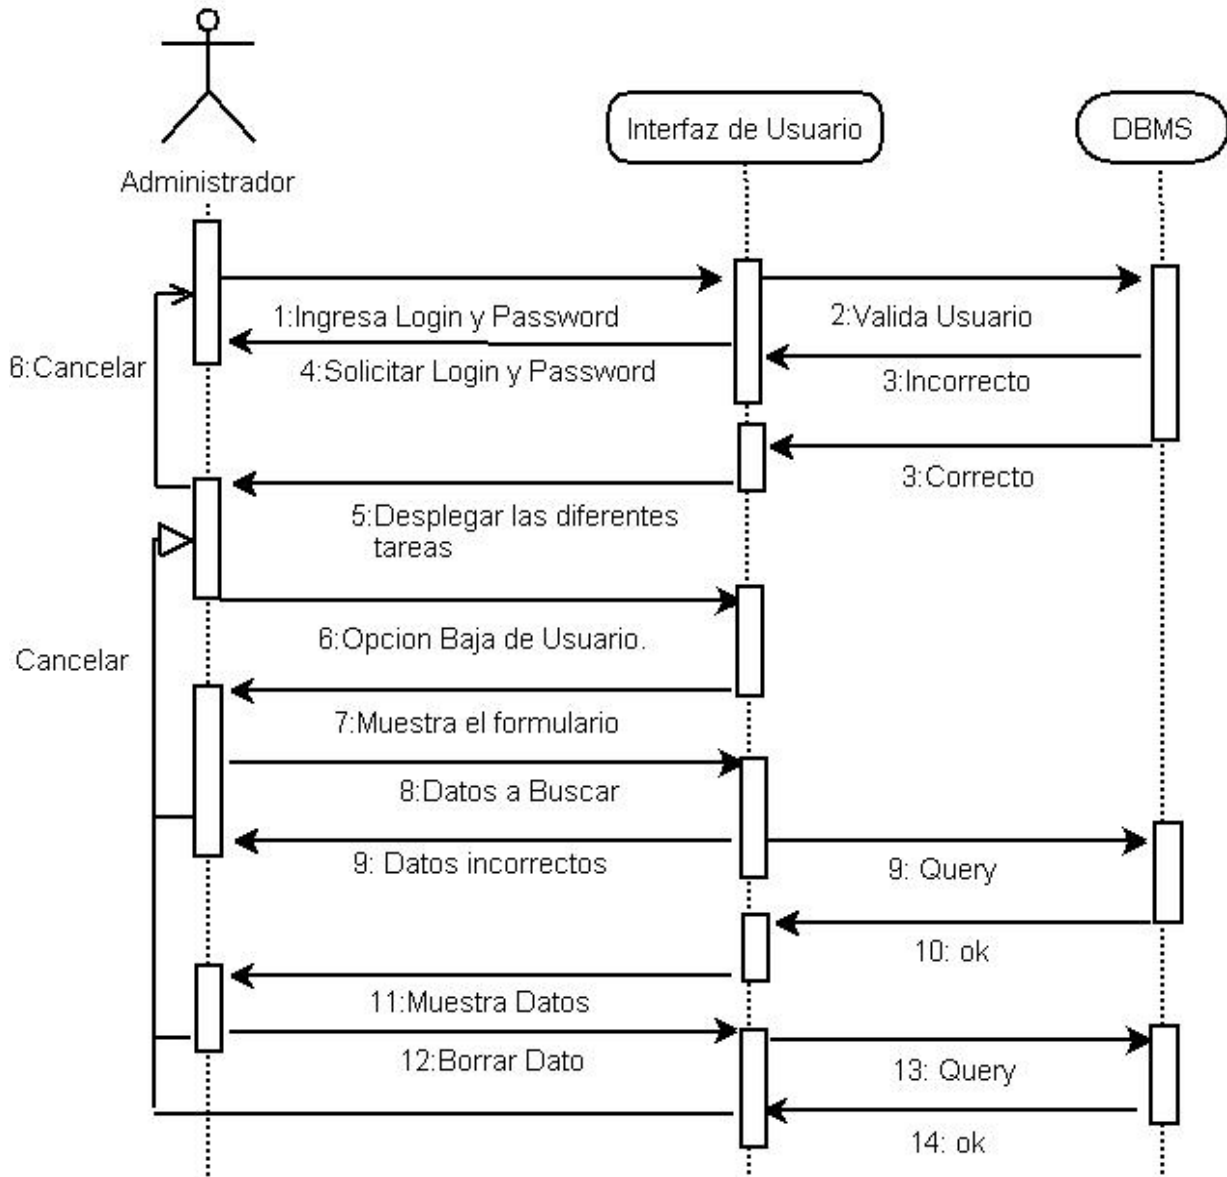 Interfaz de Usuario
DBMS
Administrador
1:Ingresa Login y Password
2:Valida Usuario
6:Cancelar
4:Solicitar Login y Password
3:Incorrecto
3:Correcto
5:Desplegar las diferentes
tareas
6:Opcion Baja de Usuario.
Cancelar
7:Muestra el formulario
8:Datos a Buscar
9: Datos incorrectos
9: Query
10: ok
11:Muestra Datos
12:Borrar Dato
13: Query
14: ok